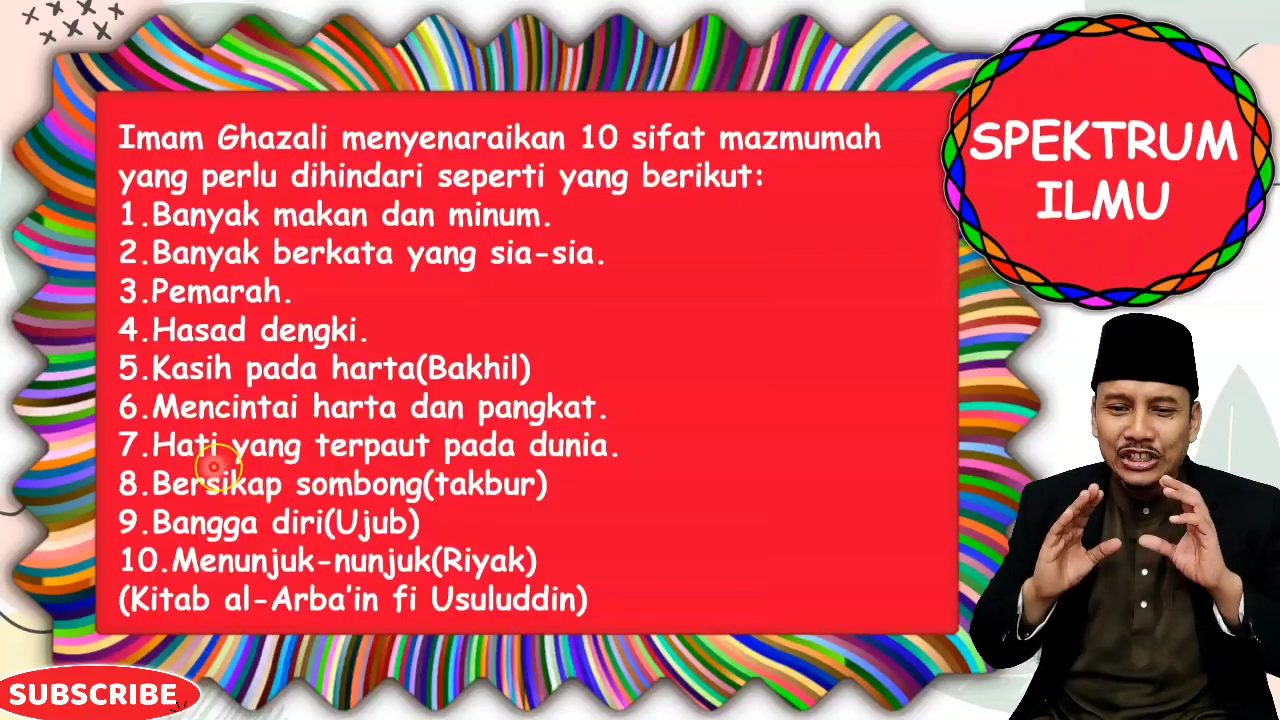 Imam Ghazali menyenaraikan 10 sifat mazmumah
yang perlu dihindari seperti yang berikut:
1.Banyak makan dan minum.
2.Banyak berkata yang sia-sia.
3.Pemarah.
4.Hasad dengki.
5.Kasih pada harta(Bakhil)
6.Mencintai harta dan pangkat.
7.Hati yang terpaut pada dunia.
8.Bersikap sombong(takbur)
9.Bangga diri(Ujub)
10.Menunjuk-nunjuk(Riyak)
(Kitab al-Arba'in fi Usuluddin)
SPEKTRUM
ILMU
SUBSCRIBE